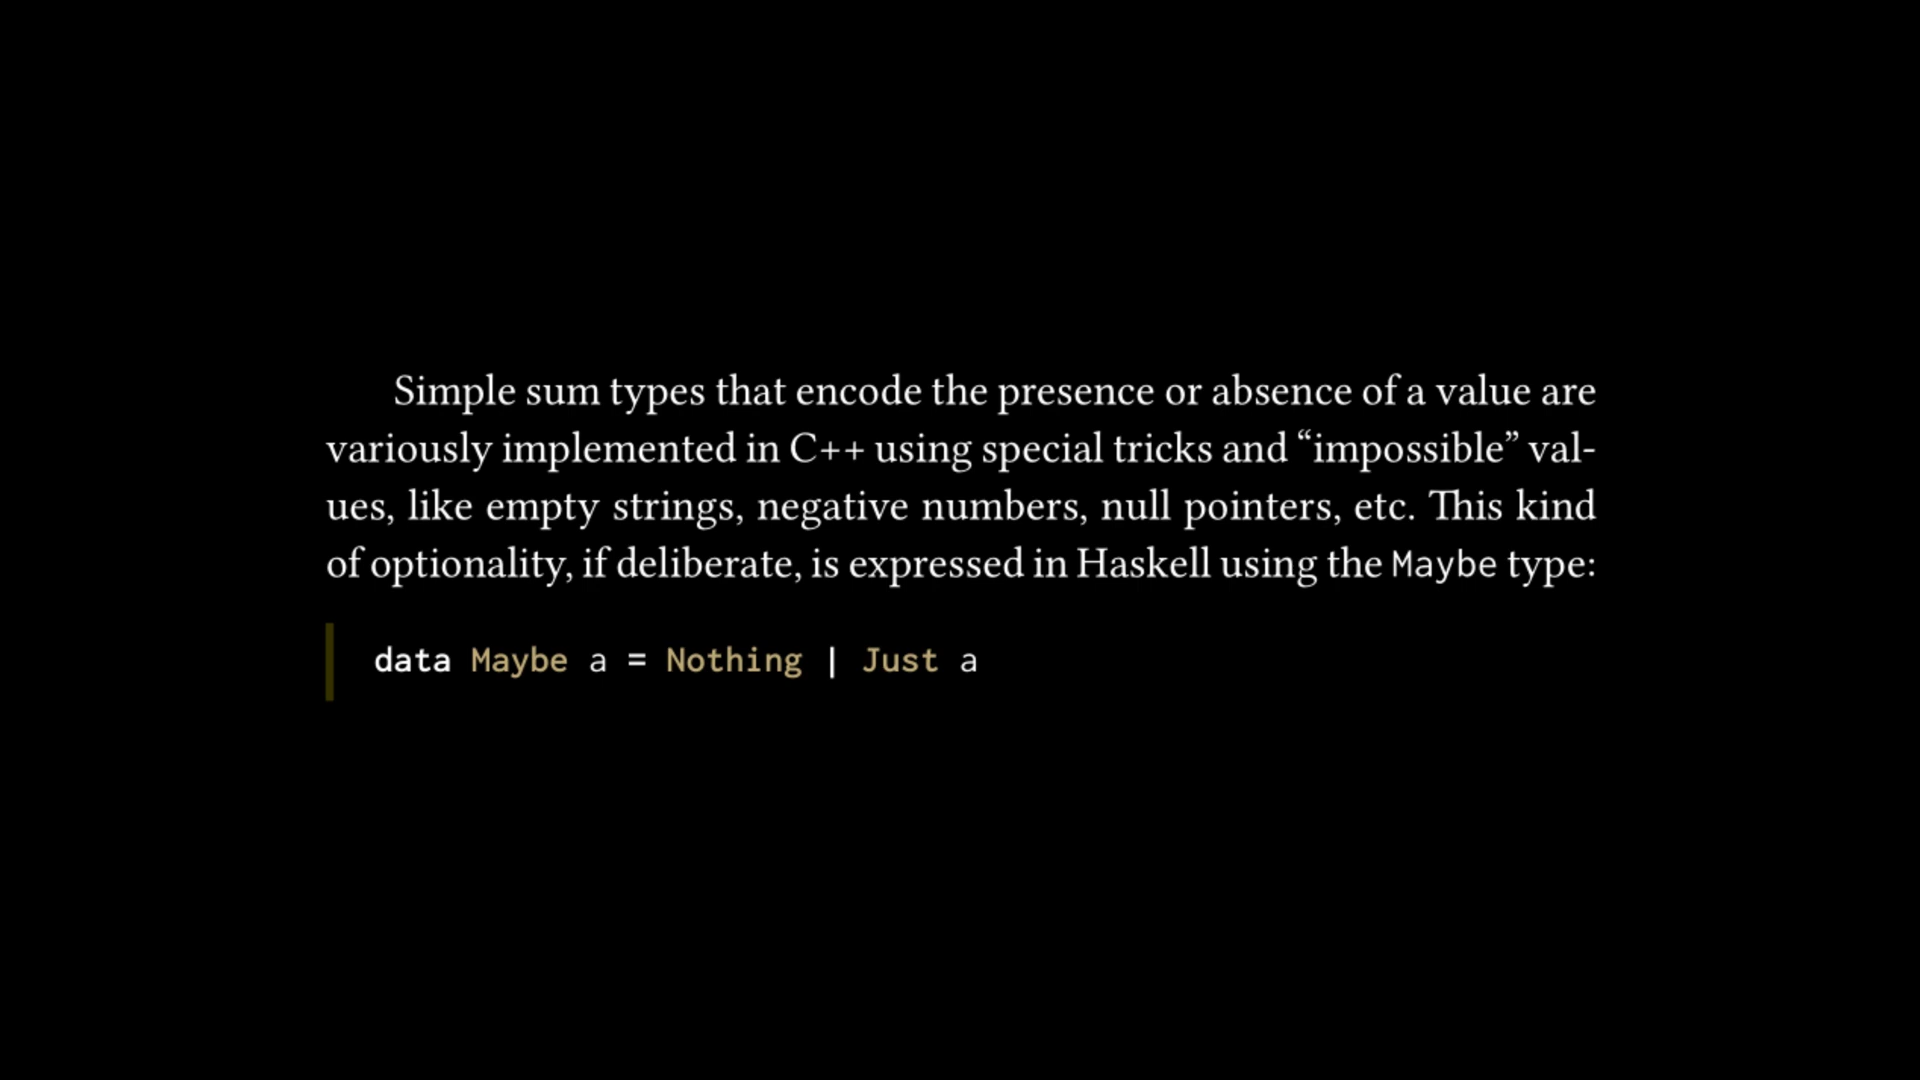 Simple sum types that encode the presence or absence of a value are
variously implemented in C++ using special tricks and “impossible” val-
ues, like empty strings, negative numbers, null pointers, etc. This kind
of optionality, if deliberate, is expressed in Haskell using the Maybe type:
data Maybe a = Nothing | Just a